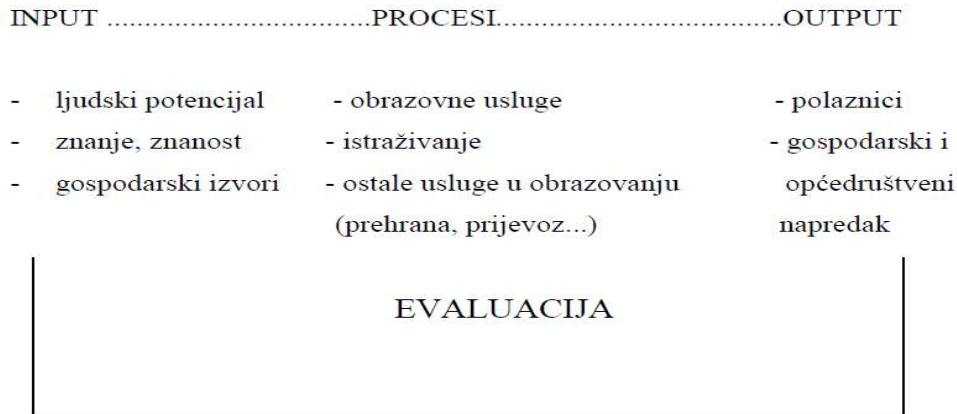 INPUT .................................PROCESI....................................OUTPUT
- ljudski potencijal - obrazovne usluge - polaznici
- znanje, znanost - istraživanje - gospodarski i
- gospodarski izvori - ostale usluge u obrazovanju općedruštveni
(prehrana, prijevoz...) napredak
EVALUACIJA